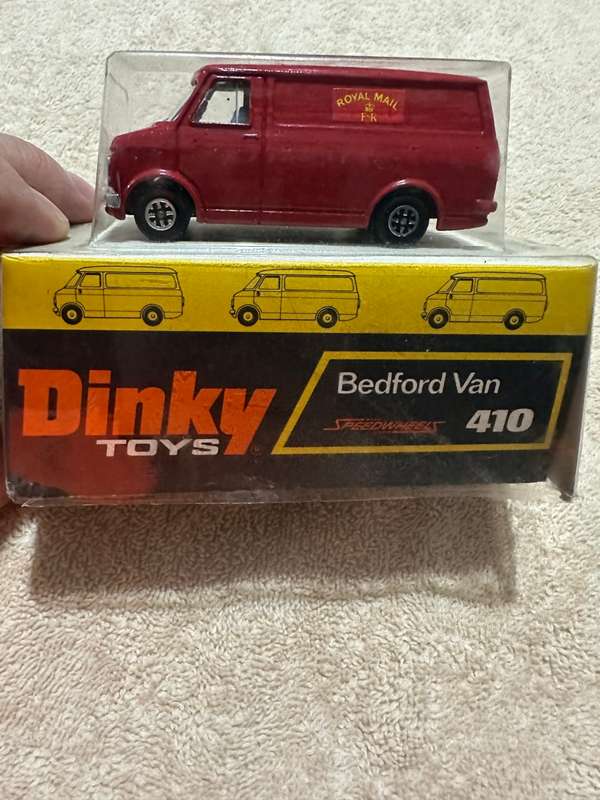 ROYAL MAIL
E R
Dinky
TOYS
Bedford Van
SPEEDWHEELS
410